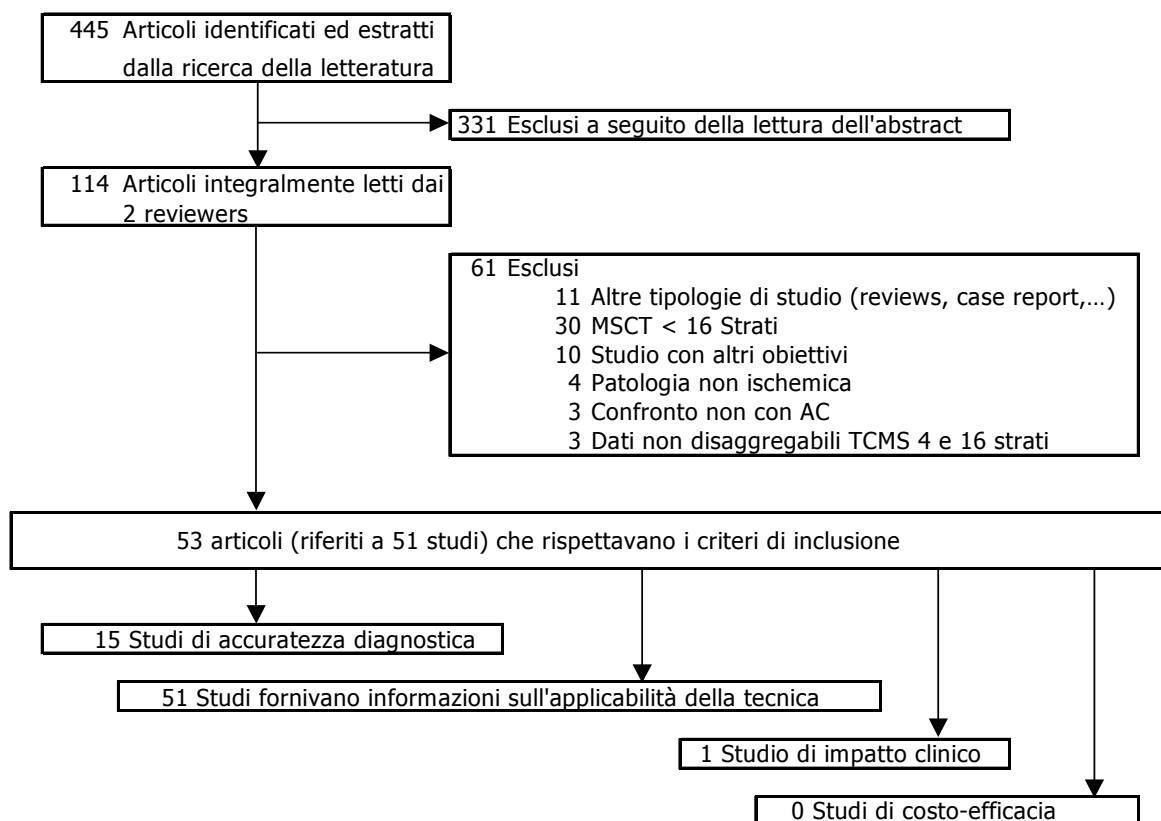 445 Articoli identificati ed estratti
dalla ricerca della letteratura
331 Esclusi a seguito della lettura dell'abstract
114 Articoli integralmente letti dai
2 reviewers
61 Esclusi
11 Altre tipologie di studio (reviews, case report,...)
30 MSCT < 16 Strati
10 Studio con altri obiettivi
4 Patologia non ischemica
3 Confronto non con AC
3 Dati non disaggregabili TCMS 4 e 16 strati
53 articoli (riferiti a 51 studi) che rispettavano i criteri di inclusione
15 Studi di accuratezza diagnostica
51 Studi fornivano informazioni sull'applicabilità della tecnica
1 Studio di impatto clinico
0 Studi di costo-efficacia